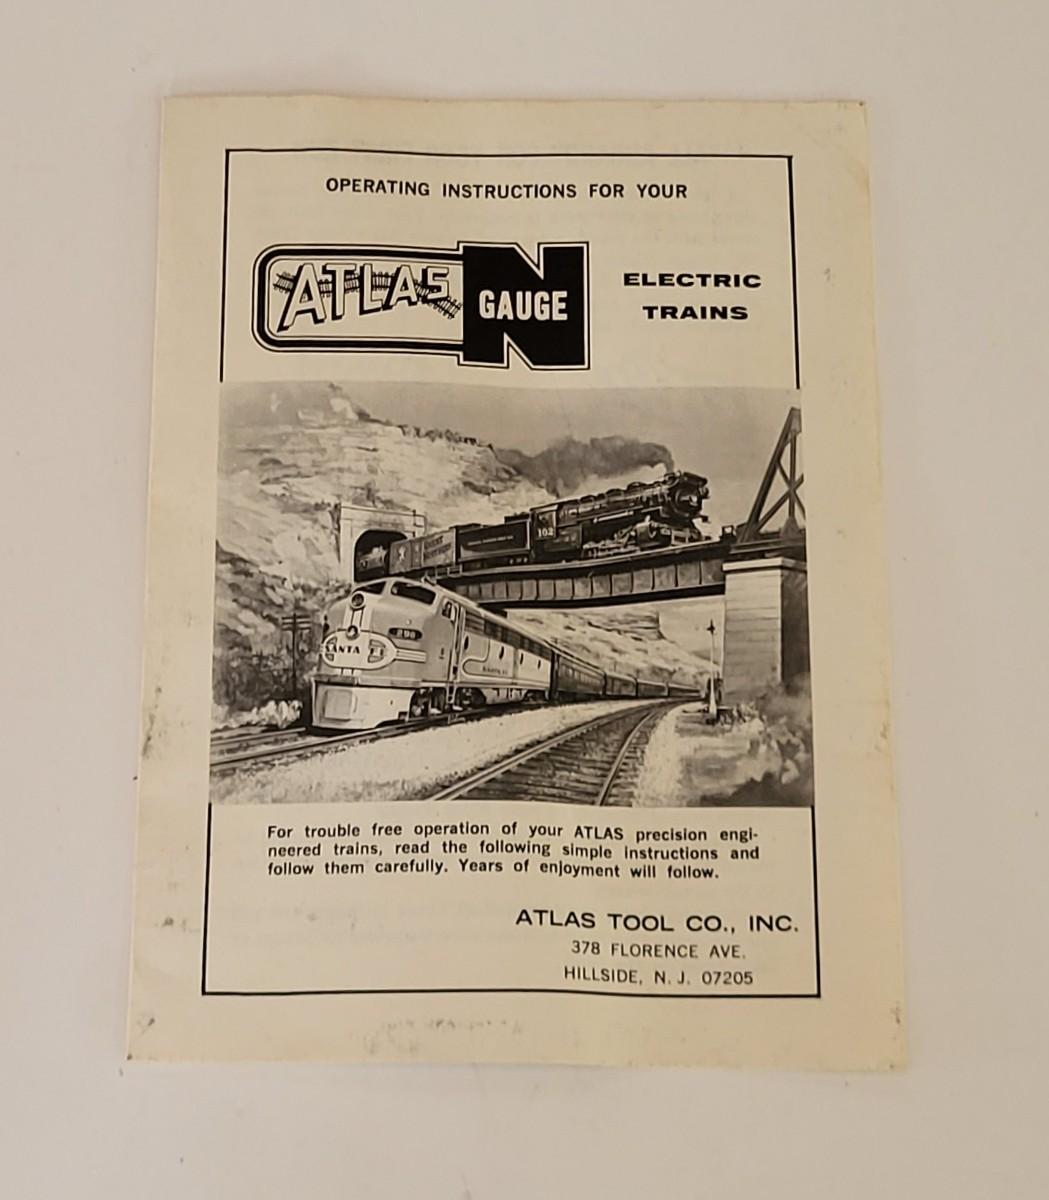 OPERATING INSTRUCTIONS FOR YOUR
ATLAS N GAUGE
ELECTRIC
TRAINS
102
298
SANTA FE
For trouble free operation of your ATLAS precision engi-
neered trains, read the following simple instructions and
follow them carefully. Years of enjoyment will follow.
ATLAS TOOL CO., INC.
378 FLORENCE AVE.
HILLSIDE, N. J. 07205